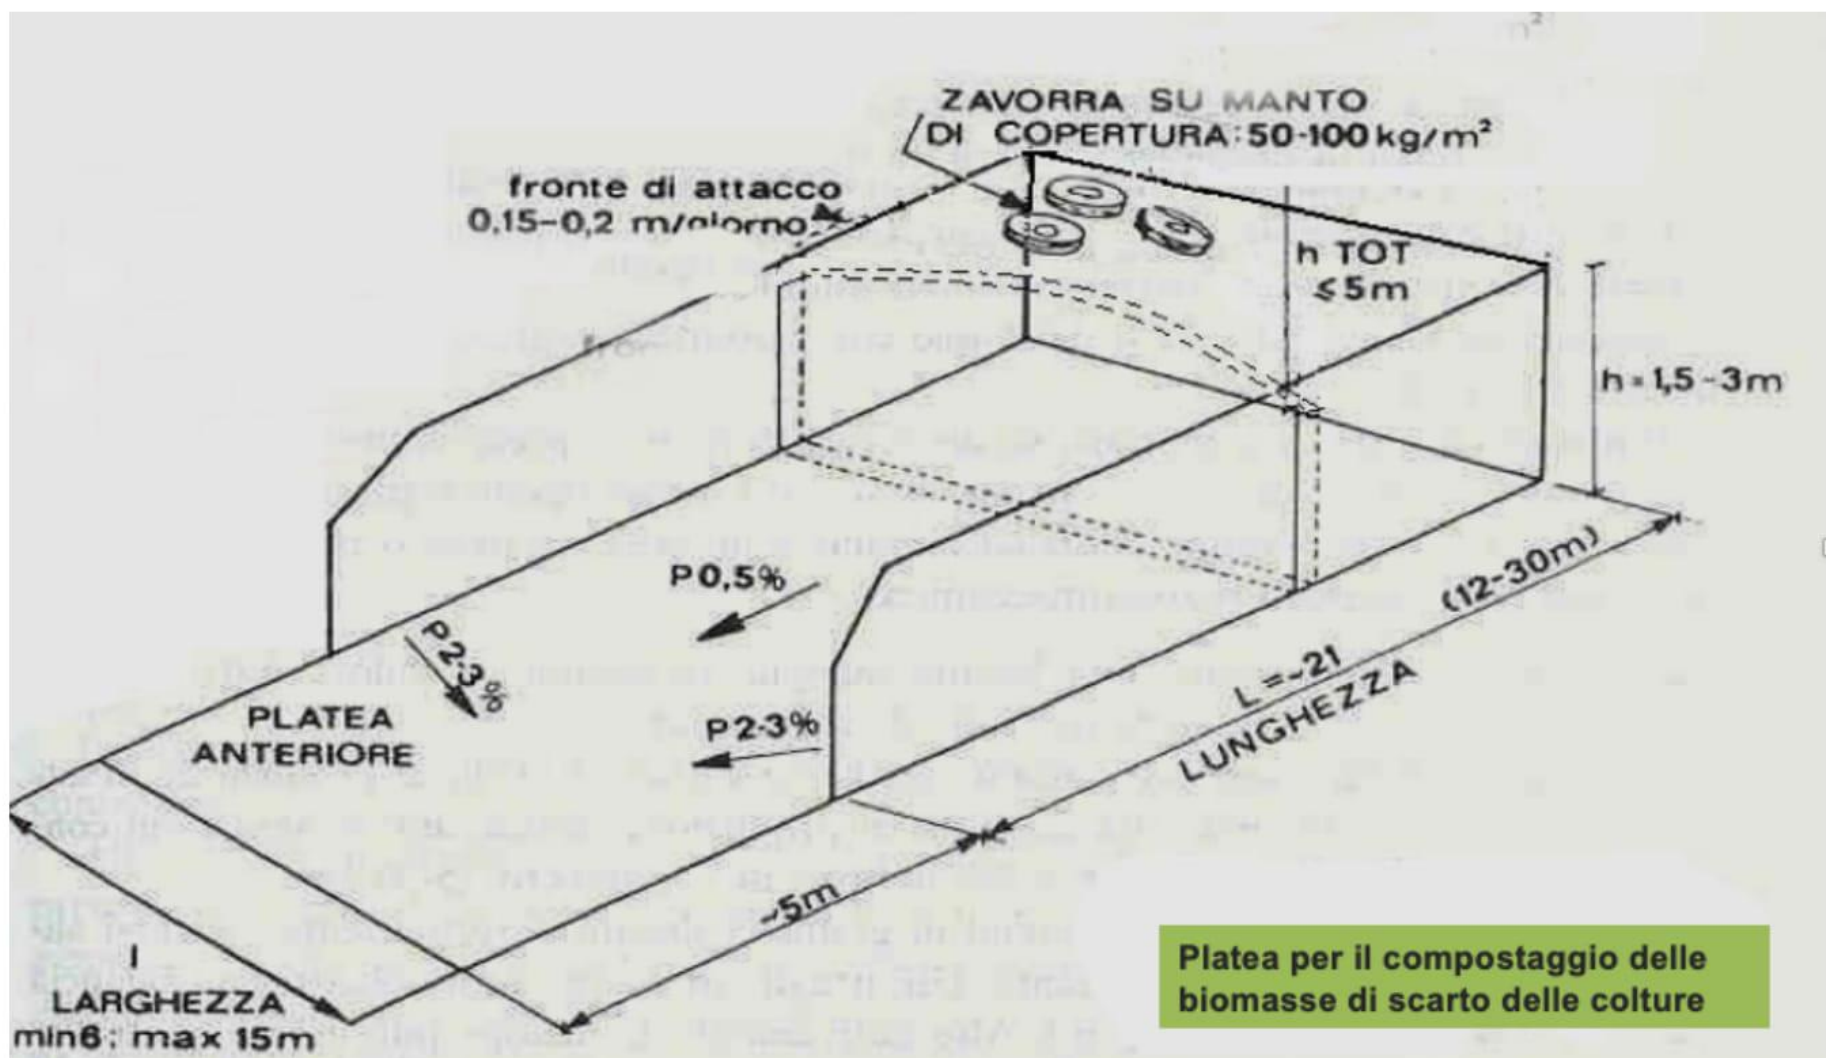 ZAVORRA SU MANTO
DI COPERTURA: 50-100 kg/m²
fronte di attacco
0,15-0,2 m/giorno
h TOT
≤5m
h = 1,5-3m
P 0,5%
P 2-3%
P 2-3%
PLATEA
ANTERIORE
(12-30m)
L = ~21
LUNGHEZZA
~5m
l
LARGHEZZA
min6; max 15m
Platea per il compostaggio delle
biomasse di scarto delle colture